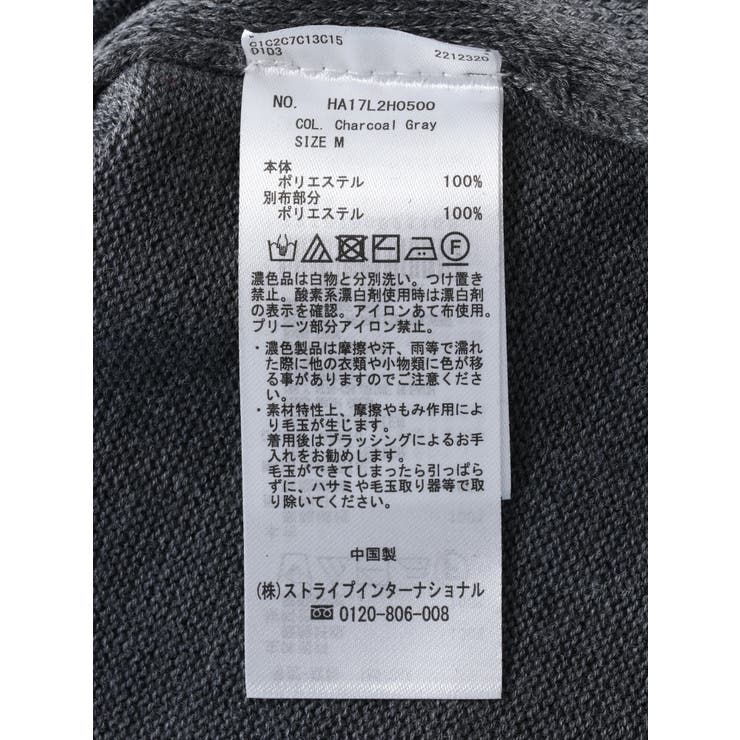 C1C2C7C13C15
D1D3
2212320
NO. HA17L2H0500
COL. Charcoal Gray
SIZE M
本体
ポリエステル 100%
別布部分
ポリエステル 100%
F
濃色品は白物と分別洗い。つけ置き
禁止。酸素系漂白剤使用時は漂白剤
の表示を確認。アイロンあて布使用。
プリーツ部分アイロン禁止。
・濃色製品は摩擦や汗、雨等で濡れ
た際に他の衣類や小物類に色が移
る事がありますのでご注意くださ
い。
・素材特性上、摩擦やもみ作用によ
り毛玉が生じます。
着用後はブラッシングによるお手
入れをお勧めします。
毛玉ができてしまったら引っぱら
ずに、ハサミや毛玉取り器等で取
り除いてください。
中国製
(株)ストライプインターナショナル
0120-806-008